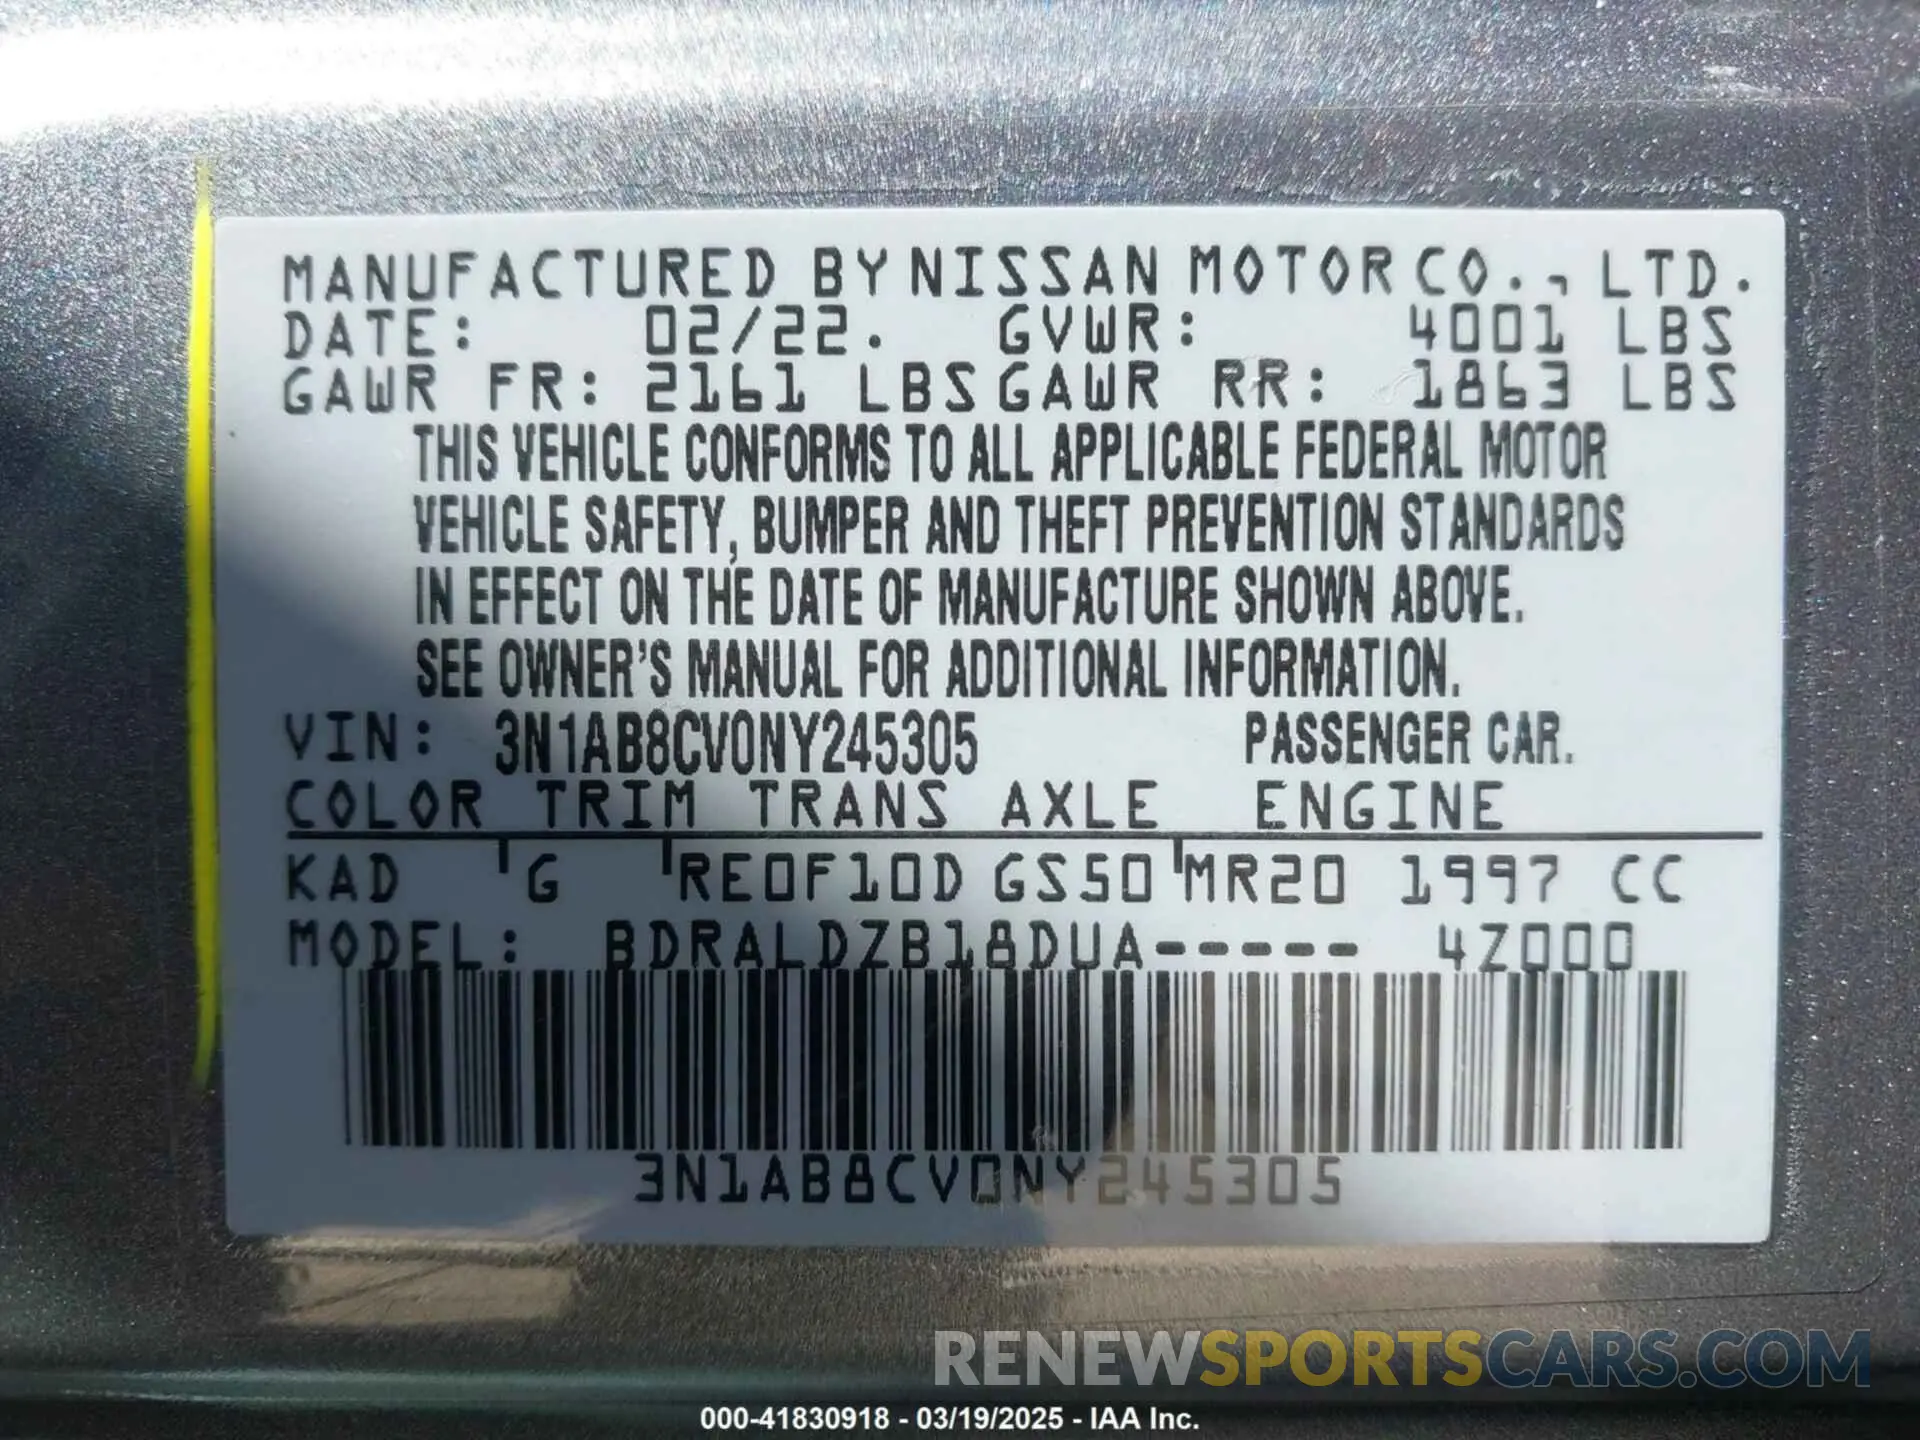 MANUFACTURED BY NISSAN MOTOR CO., LTD.
DATE: 02/22. GVWR: 4001 LBS
GAWR FR: 2161 LBS GAWR RR: 1863 LBS
THIS VEHICLE CONFORMS TO ALL APPLICABLE FEDERAL MOTOR
VEHICLE SAFETY, BUMPER AND THEFT PREVENTION STANDARDS
IN EFFECT ON THE DATE OF MANUFACTURE SHOWN ABOVE.
SEE OWNER'S MANUAL FOR ADDITIONAL INFORMATION.
VIN: 3N1AB8CV0NY245305 PASSENGER CAR.
COLOR TRIM TRANS AXLE ENGINE
KAD G RE0F10D GS50 MR20 1997 CC
MODEL: BDRALDZB18DUA----- 4Z000
3N1AB8CV0NY245305
RENEWSPORTSCARS.COM
000-41830918 - 03/19/2025 - IAA Inc.